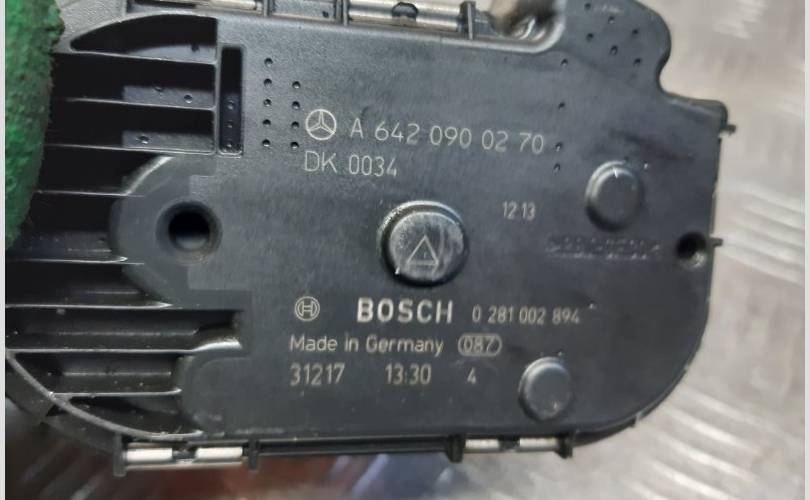 A 642 090 02 70
DK 0034
12 13
BOSCH 0 281 002 894
Made in Germany 087
31217 13:30 4